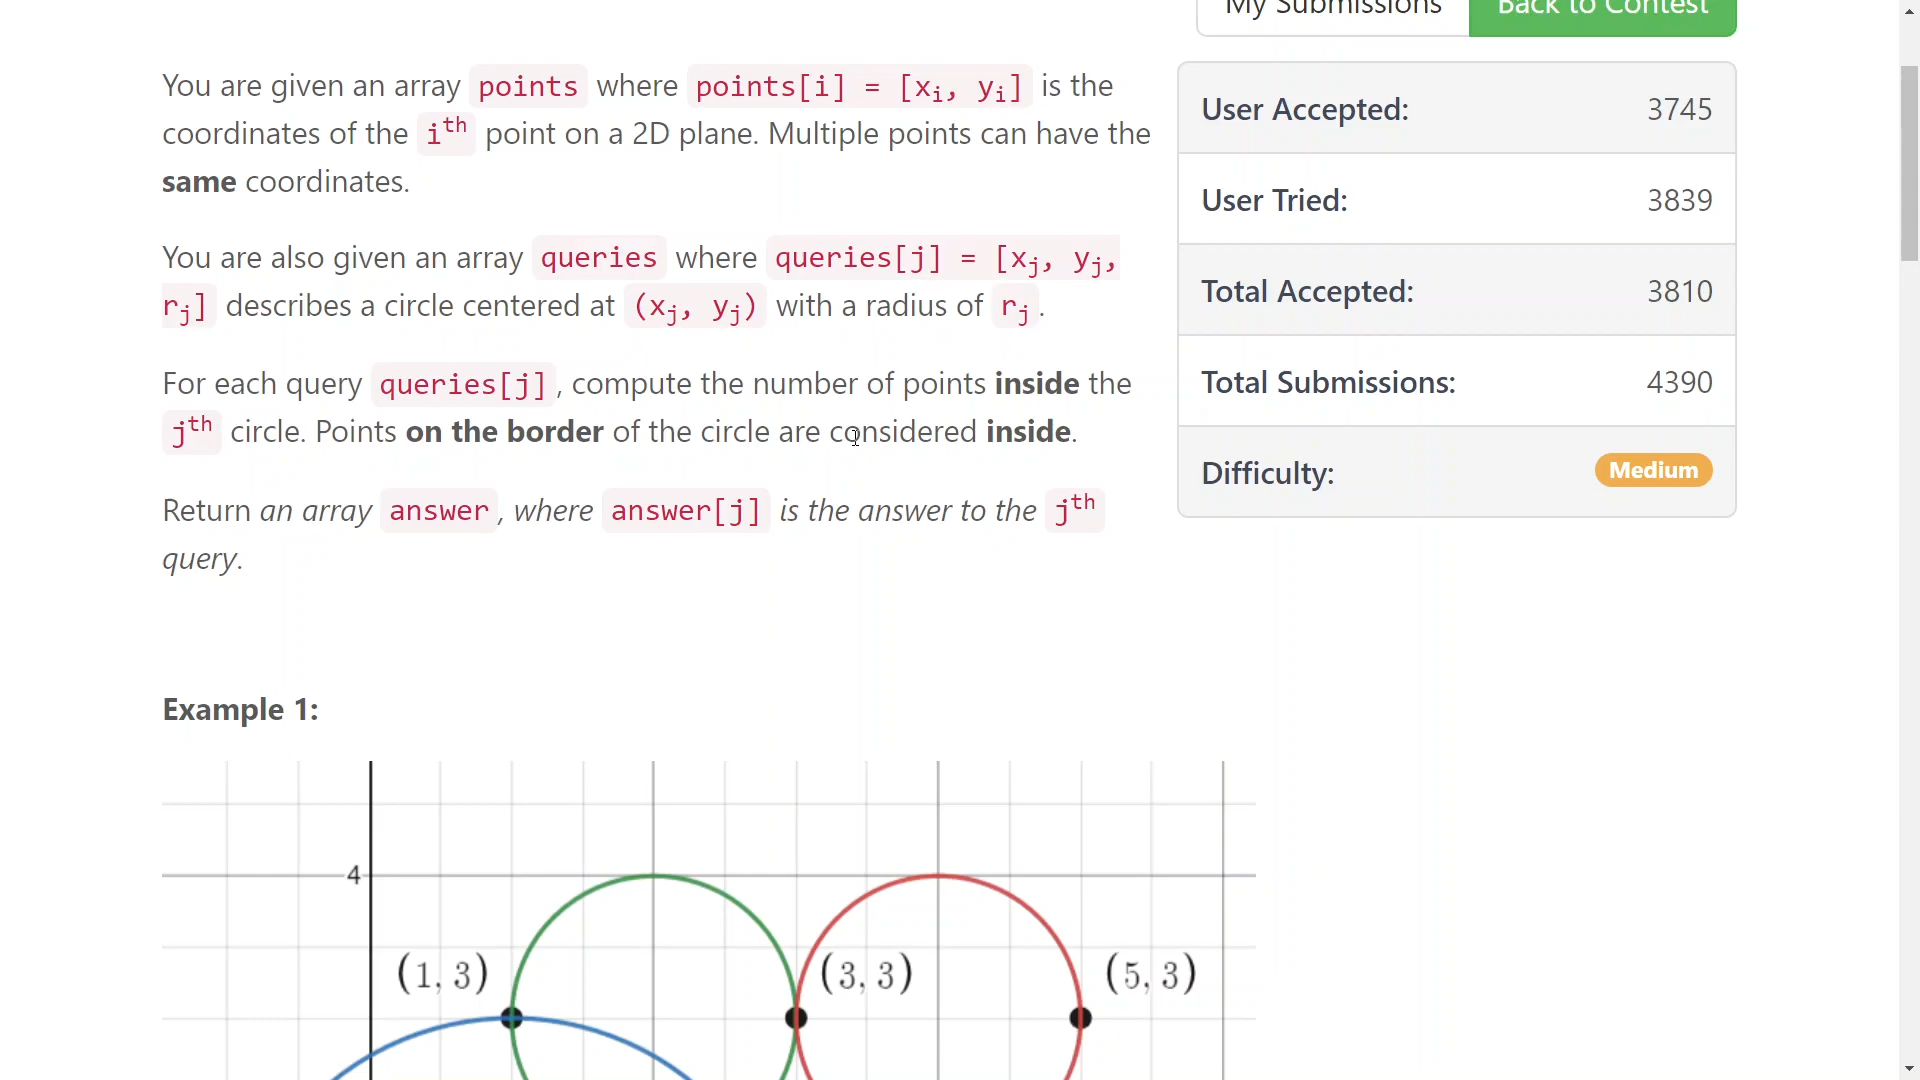 My Submissions
Back to Contest
You are given an array points where points[i] = [xᵢ, yᵢ] is the
coordinates of the iᵗʰ point on a 2D plane. Multiple points can have the
same coordinates.
You are also given an array queries where queries[j] = [xⱼ, yⱼ,
rⱼ] describes a circle centered at (xⱼ, yⱼ) with a radius of rⱼ.
For each query queries[j], compute the number of points inside the
jᵗʰ circle. Points on the border of the circle are considered inside.
Return an array answer, where answer[j] is the answer to the jᵗʰ
query.
User Accepted: 3745
User Tried: 3839
Total Accepted: 3810
Total Submissions: 4390
Difficulty: Medium
Example 1:
4
(1, 3)
(3, 3)
(5, 3)